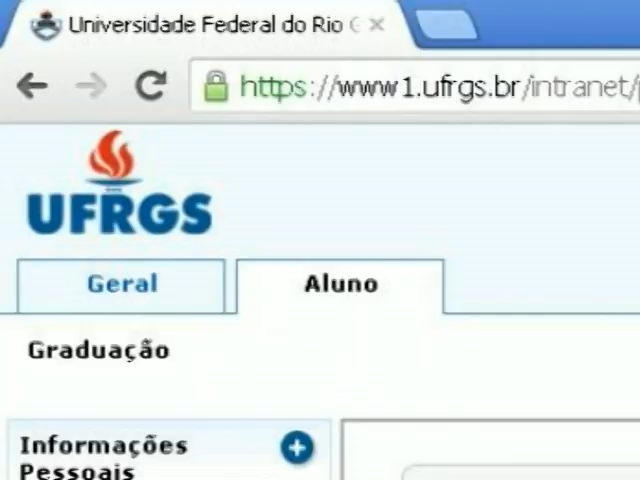 Universidade Federal do Rio
https://www1.ufrgs.br/intranet/
UFRGS
Geral
Aluno
Graduação
Informações
Pessoais